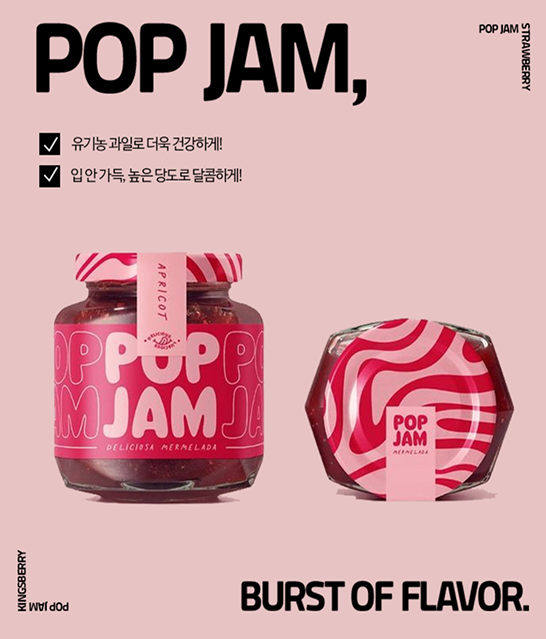 POP JAM,
POP JAM
STRAWBERRY
유기농 과일로 더욱 건강하게!
입 안 가득, 높은 당도로 달콤하게!
APRICOT
POP POP PO
JAM JAM JA
DELICIOSA MERMELADA
POP
JAM
MERMELADA
KINGSBERRY
POP JAM
BURST OF FLAVOR.